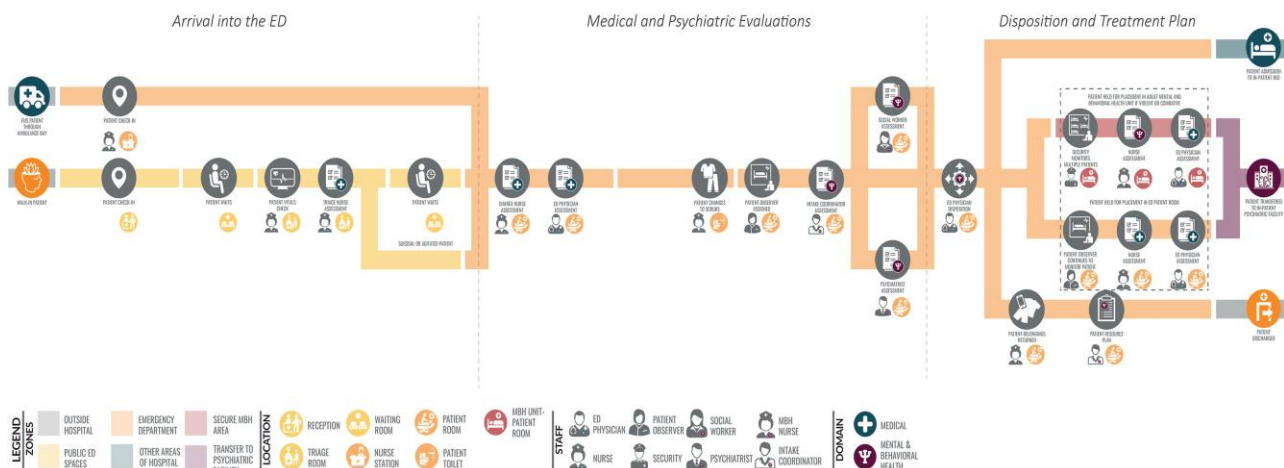 Arrival into the ED
Medical and Psychiatric Evaluations
Disposition and Treatment Plan
EMS PATIENT
THROUGH
AMBULANCE BAY
PATIENT CHECK-IN
SOCIAL WORKER
ASSESSMENT
PATIENT ADMISSION
TO IN-PATIENT BED
PATIENT HELD FOR PLACEMENT IN ADULT MENTAL AND
BEHAVIORAL HEALTH UNIT IF VIOLENT OR COMBATIVE
SECURITY
MONITORS
MULTIPLE PATIENTS
NURSE
ASSESSMENT
ED PHYSICIAN
ASSESSMENT
WALK-IN PATIENT
PATIENT CHECK-IN
PATIENT WAITS
PATIENT VITALS
CHECK
TRIAGE NURSE
ASSESSMENT
PATIENT WAITS
CHARGE NURSE
ASSESSMENT
ED PHYSICIAN
ASSESSMENT
PATIENT CHANGES
TO SCRUBS
PATIENT OBSERVER
ASSIGNED
INTAKE COORDINATOR
ASSESSMENT
ED PHYSICIAN
DISPOSITION
PATIENT TRANSFERED
TO IN-PATIENT
PSYCHIATRIC FACILITY
PATIENT HELD FOR PLACEMENT IN ED PATIENT ROOM
SUICIDAL OR AGITATED PATIENT
PATIENT OBSERVER
CONTINUES TO
MONITOR PATIENT
NURSE
ASSESSMENT
ED PHYSICIAN
ASSESSMENT
PSYCHIATRIST
ASSESSMENT
PATIENT BELONGINGS
RETURNED
PATIENT RESOURCE
PLAN
PATIENT
DISCHARGED
LEGEND
ZONES
OUTSIDE
HOSPITAL
EMERGENCY
DEPARTMENT
SECURE MBH
AREA
PUBLIC ED
SPACES
OTHER AREAS
OF HOSPITAL
TRANSFER TO
PSYCHIATRIC
LOCATION
RECEPTION
WAITING
ROOM
PATIENT
ROOM
MBH UNIT-
PATIENT
ROOM
TRIAGE
ROOM
NURSE
STATION
PATIENT
TOILET
STAFF
ED
PHYSICIAN
PATIENT
OBSERVER
SOCIAL
WORKER
MBH
NURSE
NURSE
SECURITY
PSYCHIATRIST
INTAKE
COORDINATOR
DOMAIN
MEDICAL
MENTAL &
BEHAVIORAL
HEALTH